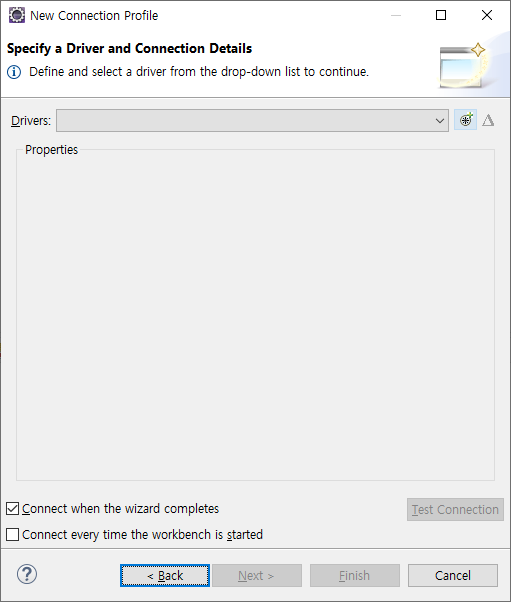 New Connection Profile
Specify a Driver and Connection Details
Define and select a driver from the drop-down list to continue.
Drivers:
Properties
Connect when the wizard completes
Test Connection
Connect every time the workbench is started
< Back
Next >
Finish
Cancel